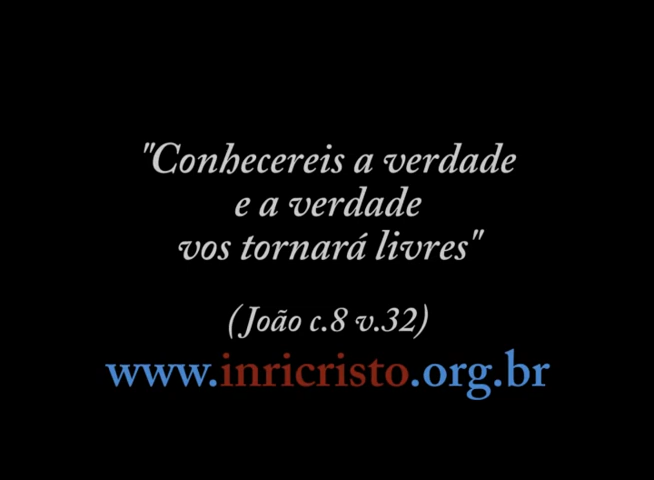 "Conhecereis a verdade
e a verdade
vos tornará livres"
(João c.8 v.32)
www.inricristo.org.br